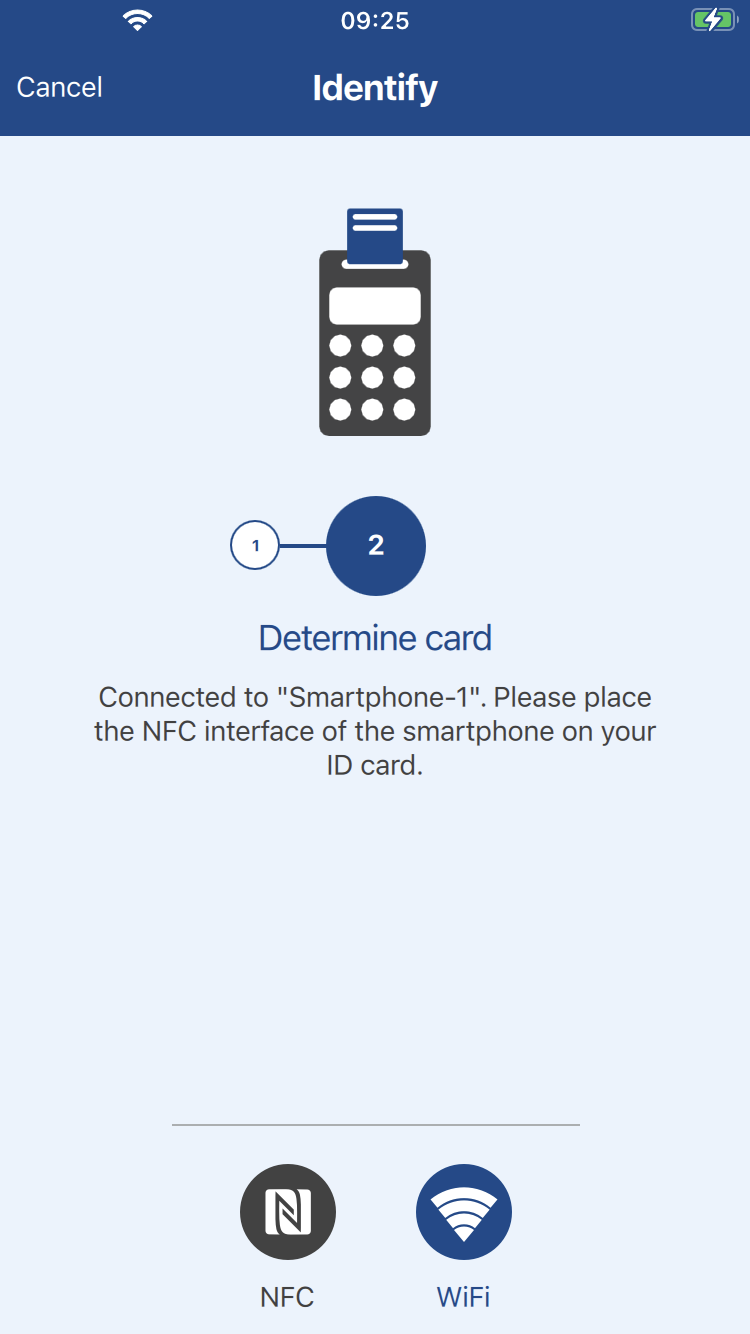 09:25
Cancel
Identify
1
2
Determine card
Connected to "Smartphone-1". Please place
the NFC interface of the smartphone on your
ID card.
NFC
WiFi